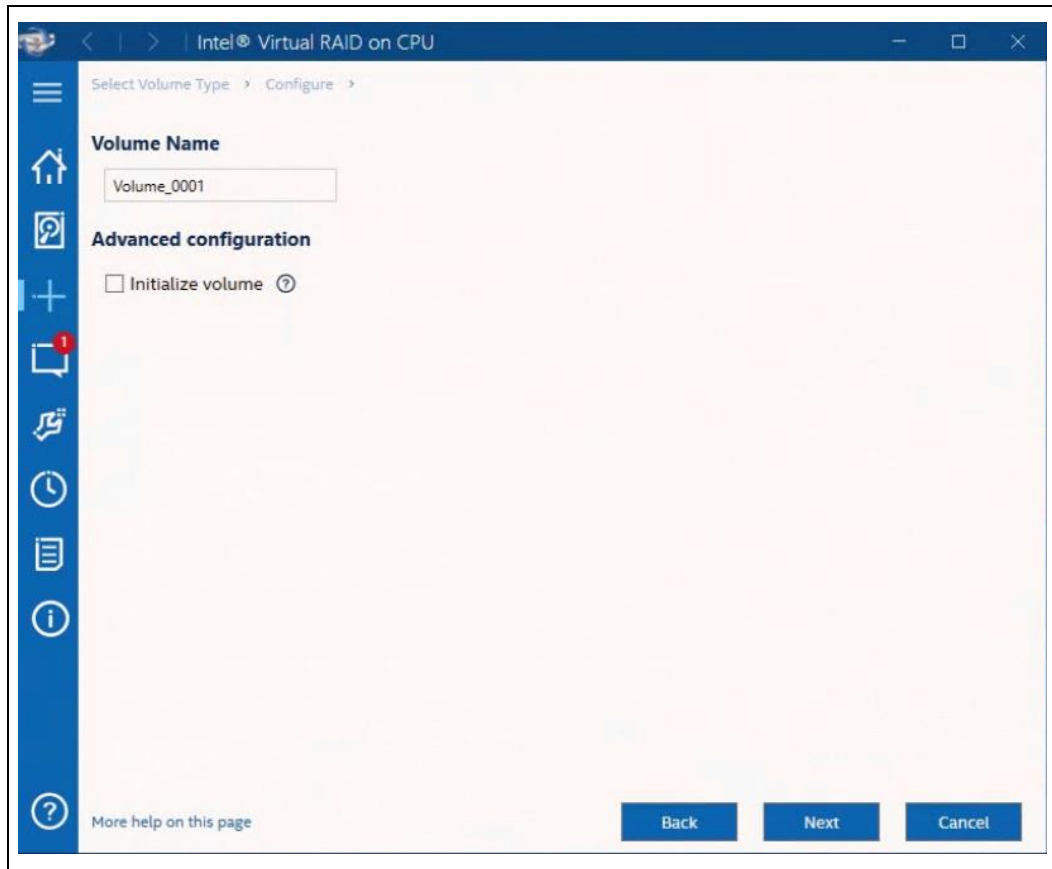 Intel® Virtual RAID on CPU
Select Volume Type › Configure ›
Volume Name
Volume_0001
Advanced configuration
Initialize volume ?
1
More help on this page
Back Next Cancel